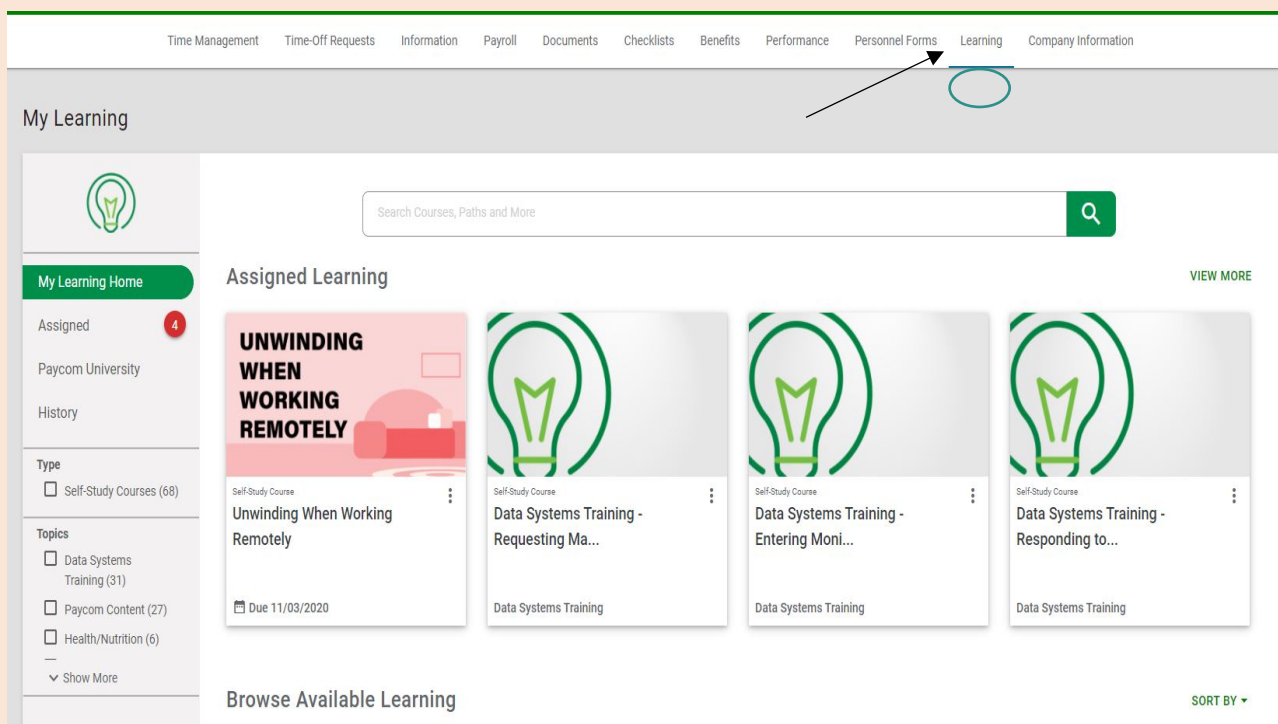 Time Management Time-Off Requests Information Payroll Documents Checklists Benefits Performance Personnel Forms Learning Company Information
My Learning
Search Courses, Paths and More
My Learning Home
Assigned 4
Paycom University
History
Type
Self-Study Courses (68)
Topics
Data Systems
Training (31)
Paycom Content (27)
Health/Nutrition (6)
Show More
Assigned Learning
VIEW MORE
UNWINDING
WHEN
WORKING
REMOTELY
Self-Study Course
Unwinding When Working
Remotely
Due 11/03/2020
Self-Study Course
Data Systems Training -
Requesting Ma...
Data Systems Training
Self-Study Course
Data Systems Training -
Entering Moni...
Data Systems Training
Self-Study Course
Data Systems Training -
Responding to...
Data Systems Training
Browse Available Learning
SORT BY